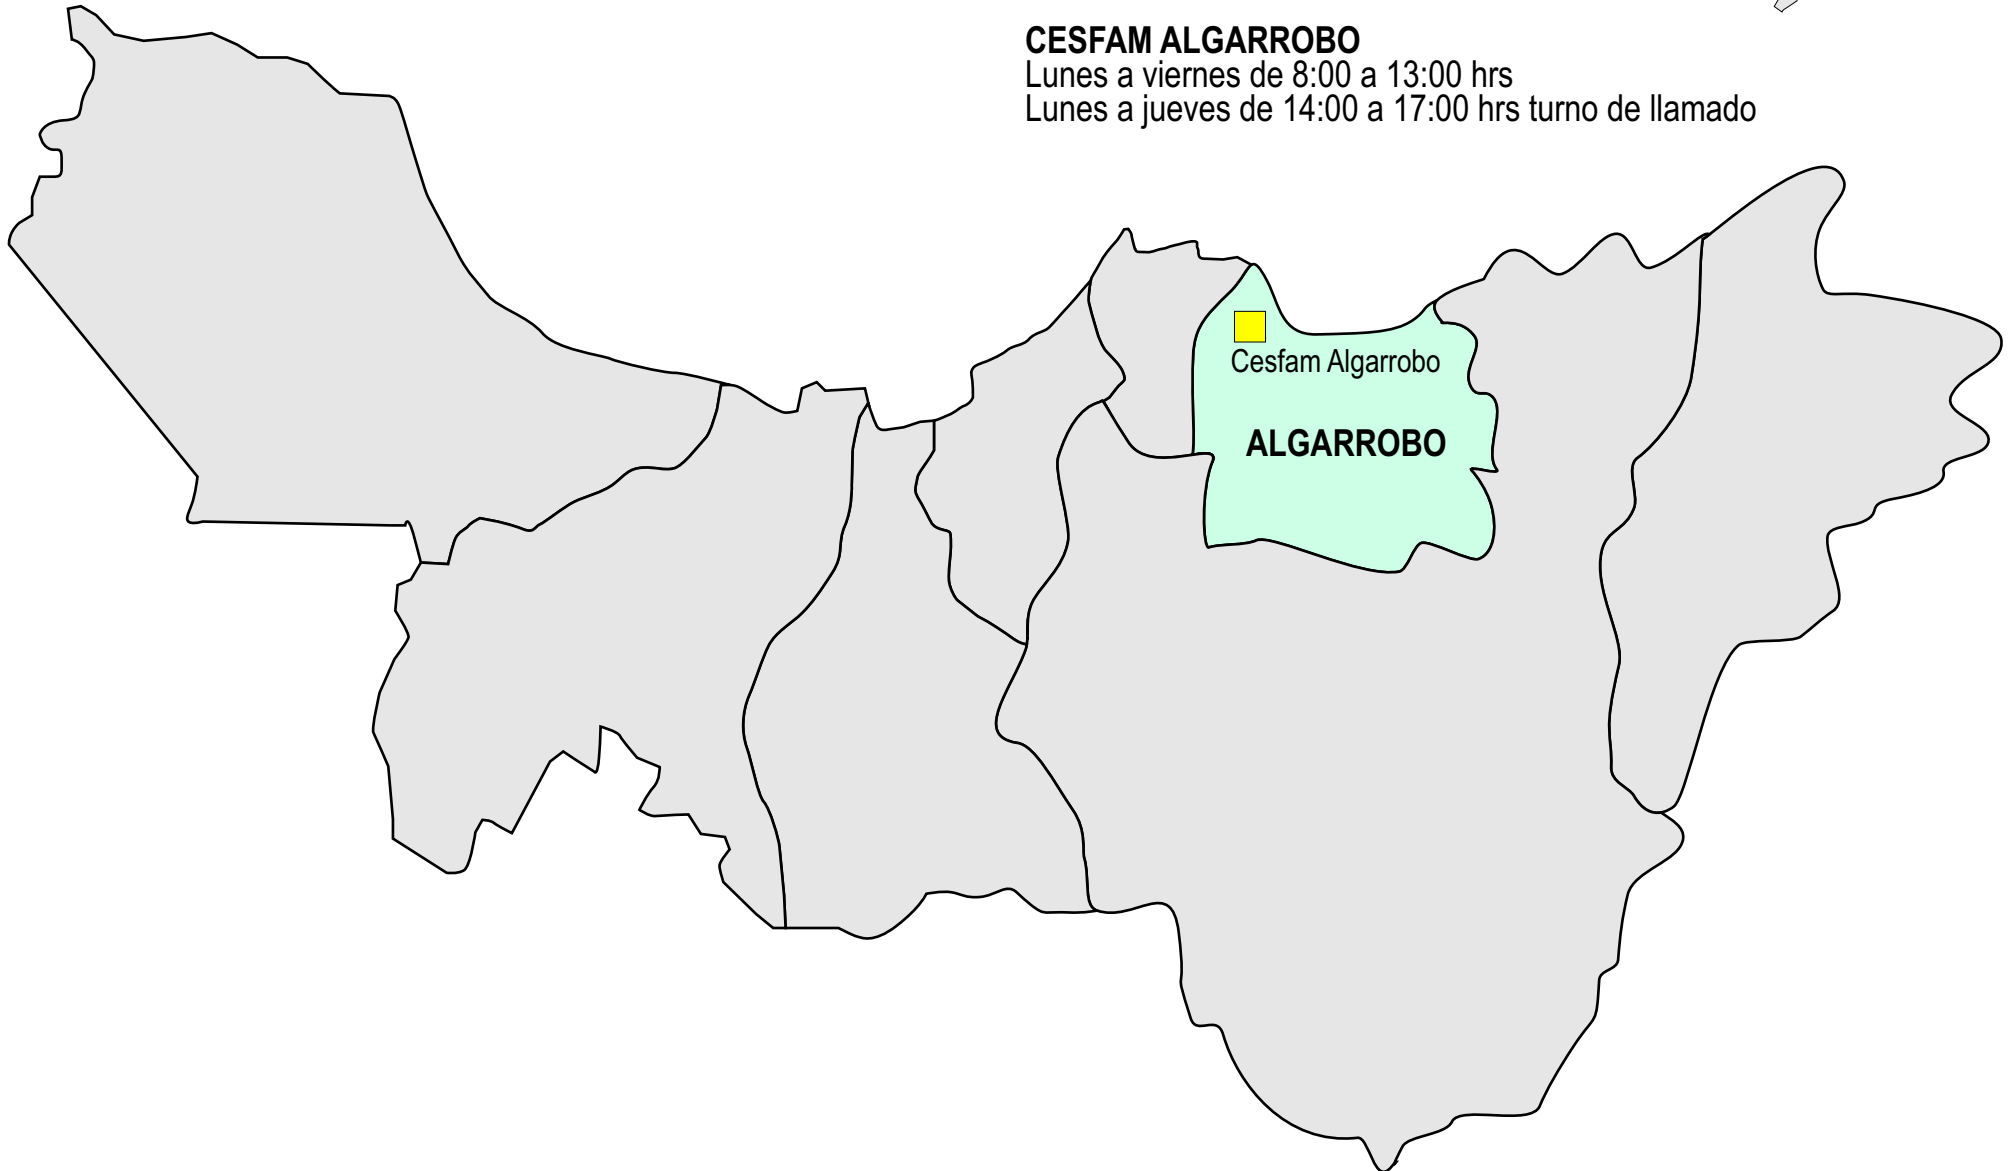 CESFAM ALGARROBO
Lunes a viernes de 8:00 a 13:00 hrs
Lunes a jueves de 14:00 a 17:00 hrs turno de llamado
Cesfam Algarrobo
ALGARROBO